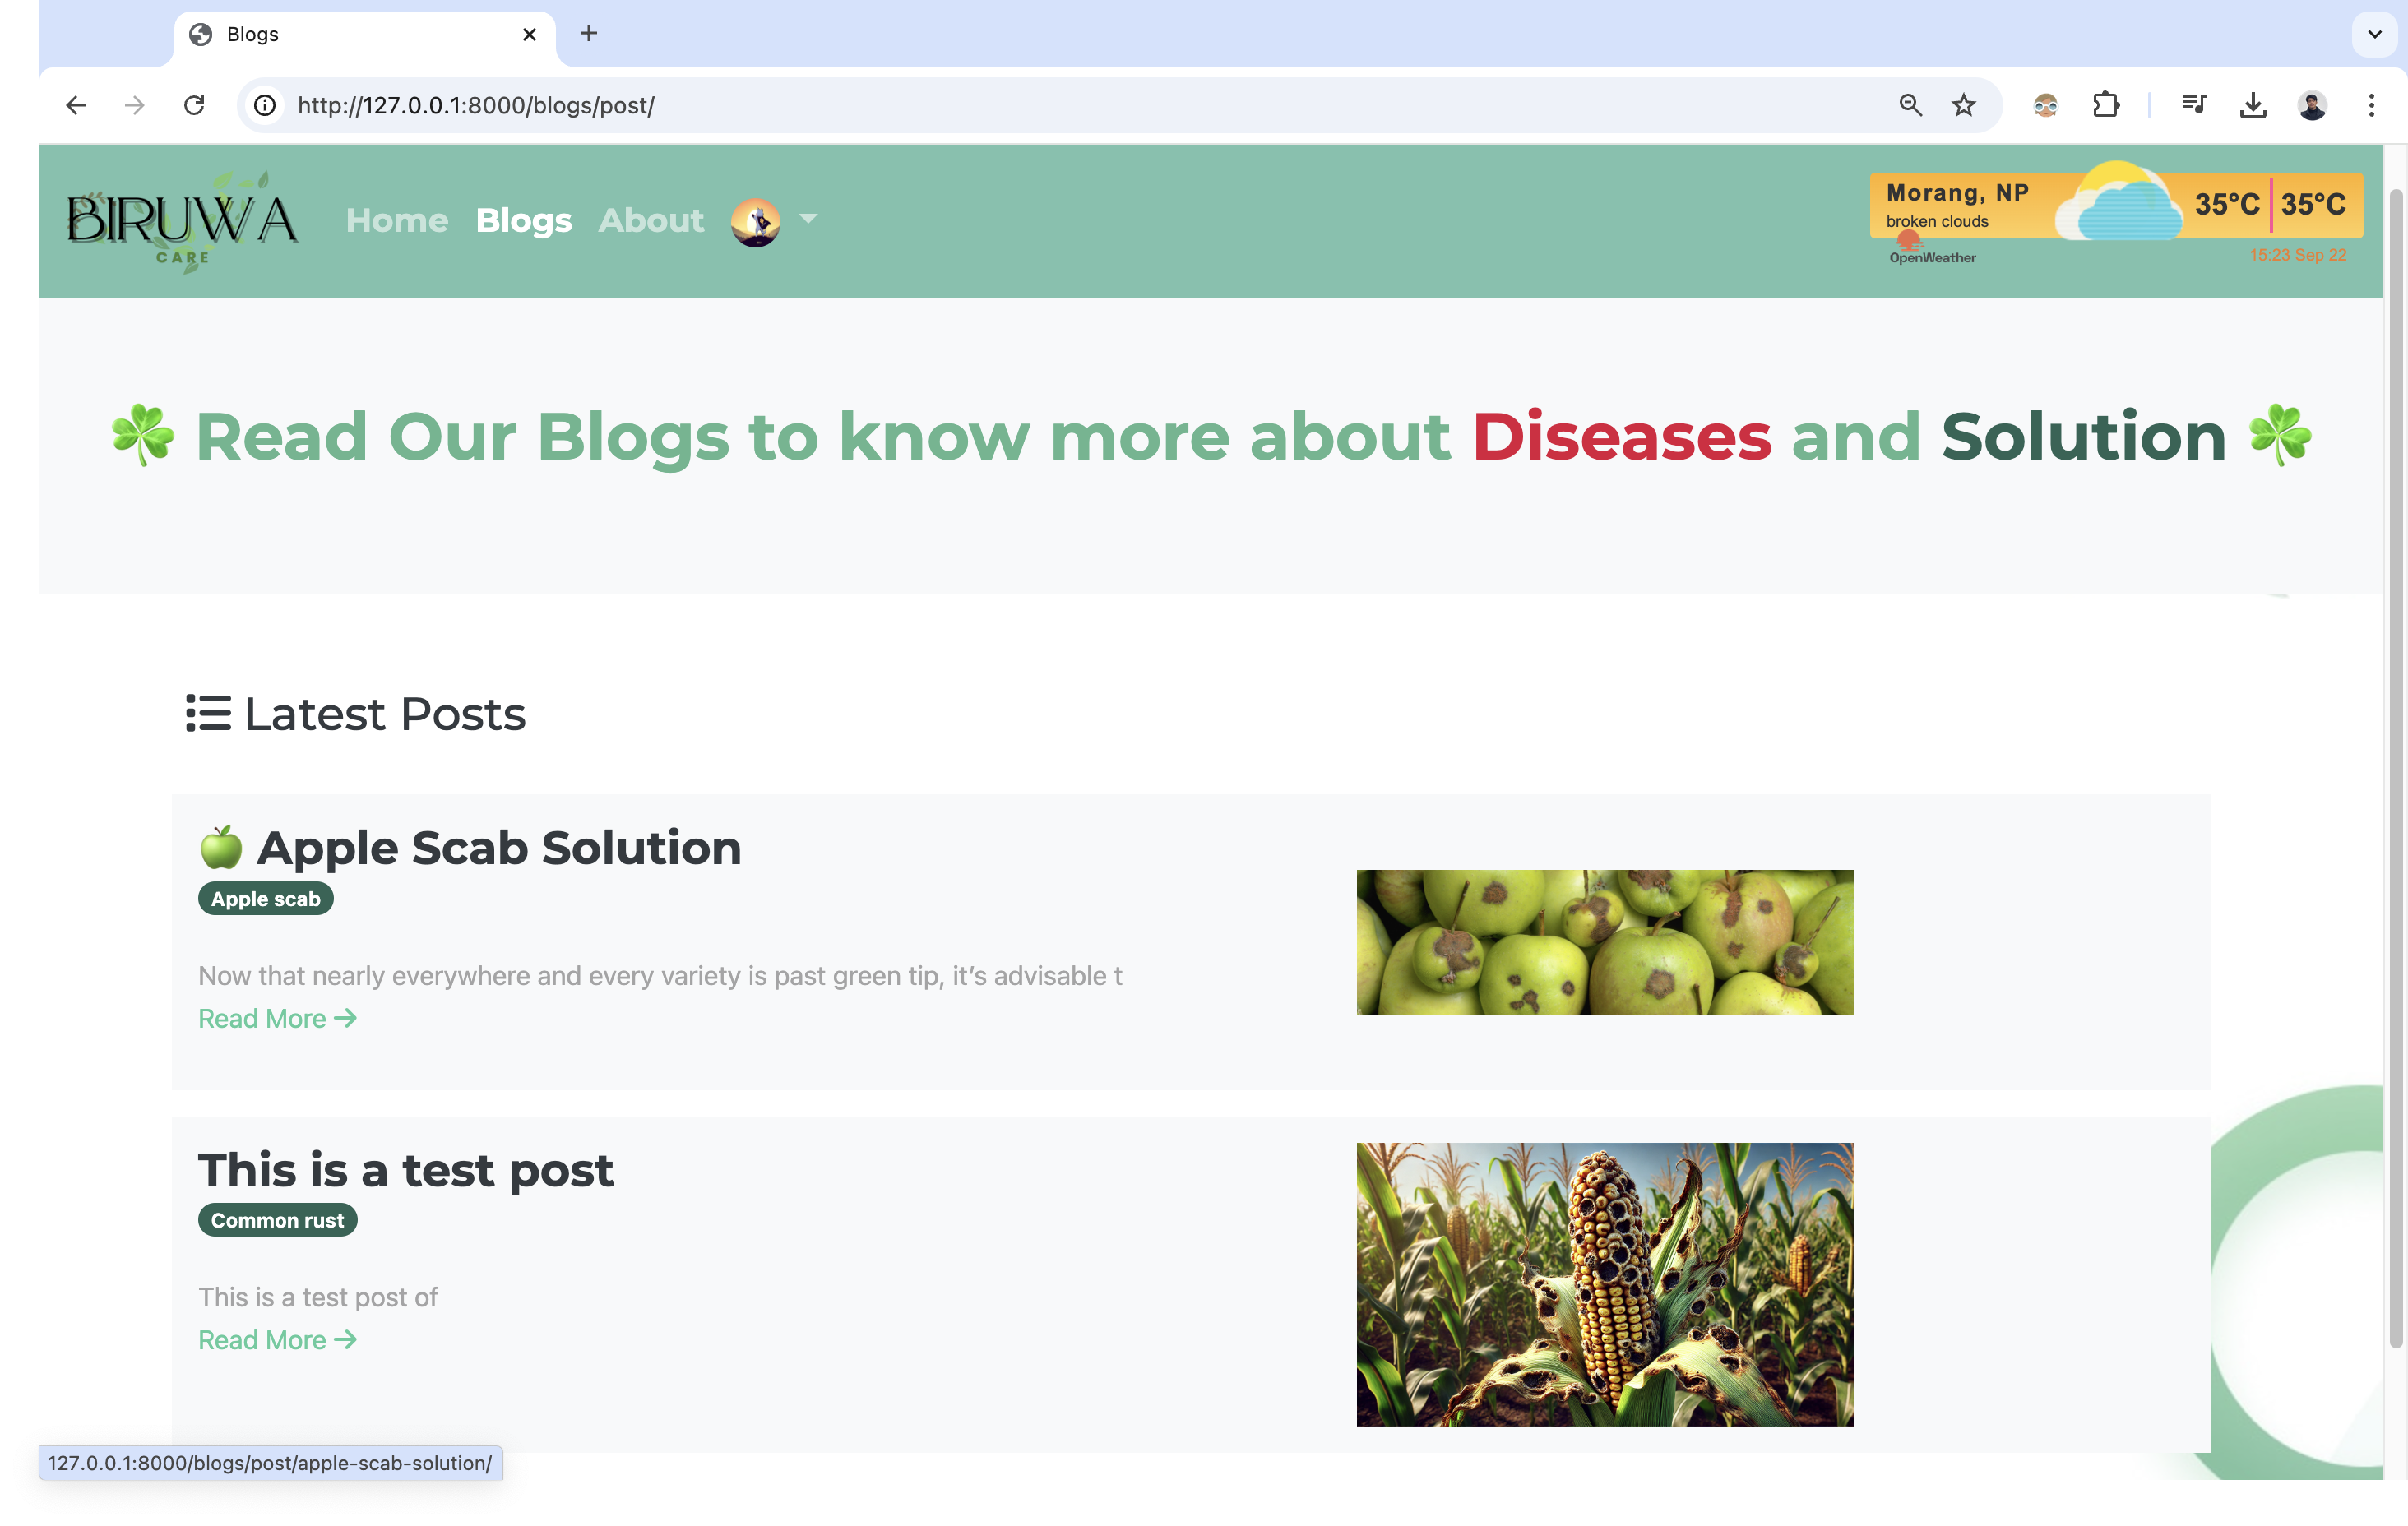 Blogs
http://127.0.0.1:8000/blogs/post/
BIRUWA
CARE
Home Blogs About
Morang, NP
broken clouds
35°C 35°C
OpenWeather
15:23 Sep 22
☘️ Read Our Blogs to know more about Diseases and Solution ☘️
Latest Posts
🍏 Apple Scab Solution
Apple scab
Now that nearly everywhere and every variety is past green tip, it’s advisable t
Read More →
This is a test post
Common rust
This is a test post of
Read More →
127.0.0.1:8000/blogs/post/apple-scab-solution/